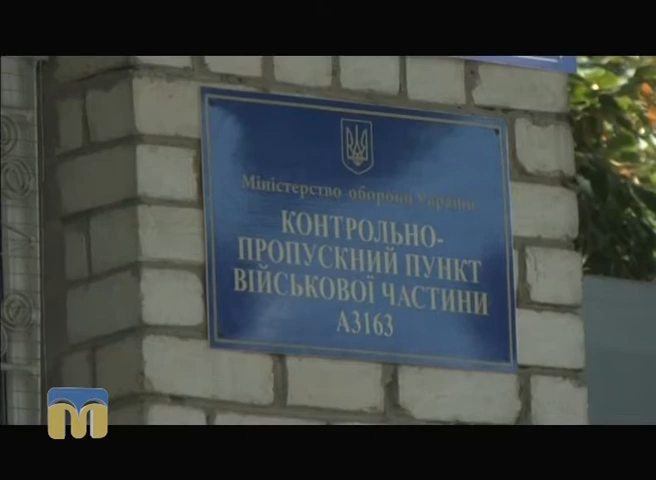 Міністерство оборони України
КОНТРОЛЬНО-
ПРОПУСКНИЙ ПУНКТ
ВІЙСЬКОВОЇ ЧАСТИНИ
А3163